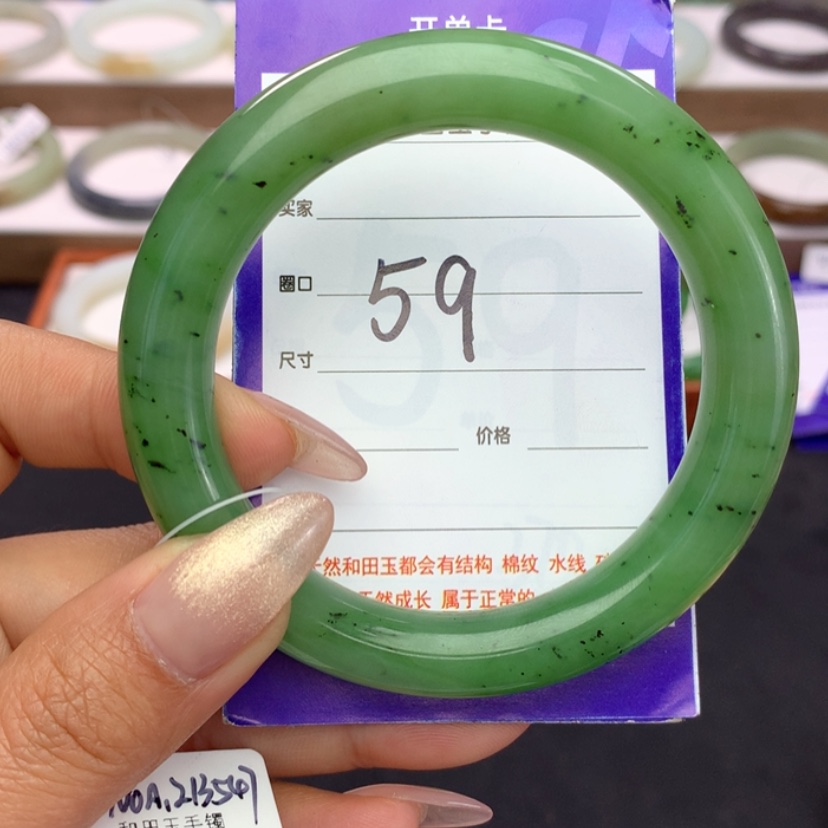 开单卡
买家
圈口 59
尺寸
价格
然和田玉都会有结构 棉纹 水线
天然成长 属于正常的
和田玉手镯